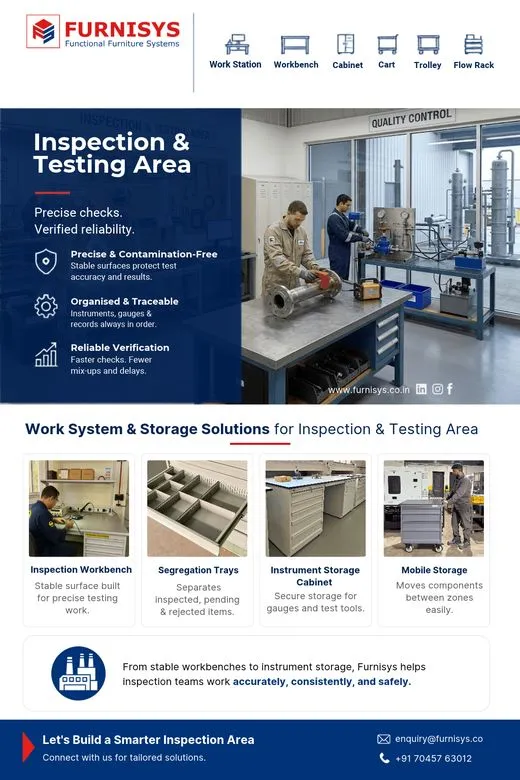 FURNISYS
Functional Furniture Systems
Work Station
Workbench
Cabinet
Cart
Trolley
Flow Rack
Inspection &
Testing Area
Precise checks.
Verified reliability.
Precise & Contamination-Free
Stable surfaces protect test
accuracy and results.
Organised & Traceable
Instruments, gauges &
records always in order.
Reliable Verification
Faster checks. Fewer
mix-ups and delays.
QUALITY CONTROL
www.furnisys.co.in
Work System & Storage Solutions for Inspection & Testing Area
Inspection Workbench
Stable surface built
for precise testing
work.
Segregation Trays
Separates
inspected, pending
& rejected items.
Instrument Storage
Cabinet
Secure storage for
gauges and test tools.
Mobile Storage
Moves components
between zones
easily.
From stable workbenches to instrument storage, Furnisys helps
inspection teams work accurately, consistently, and safely.
Let's Build a Smarter Inspection Area
Connect with us for tailored solutions.
enquiry@furnisys.co
+91 70457 63012